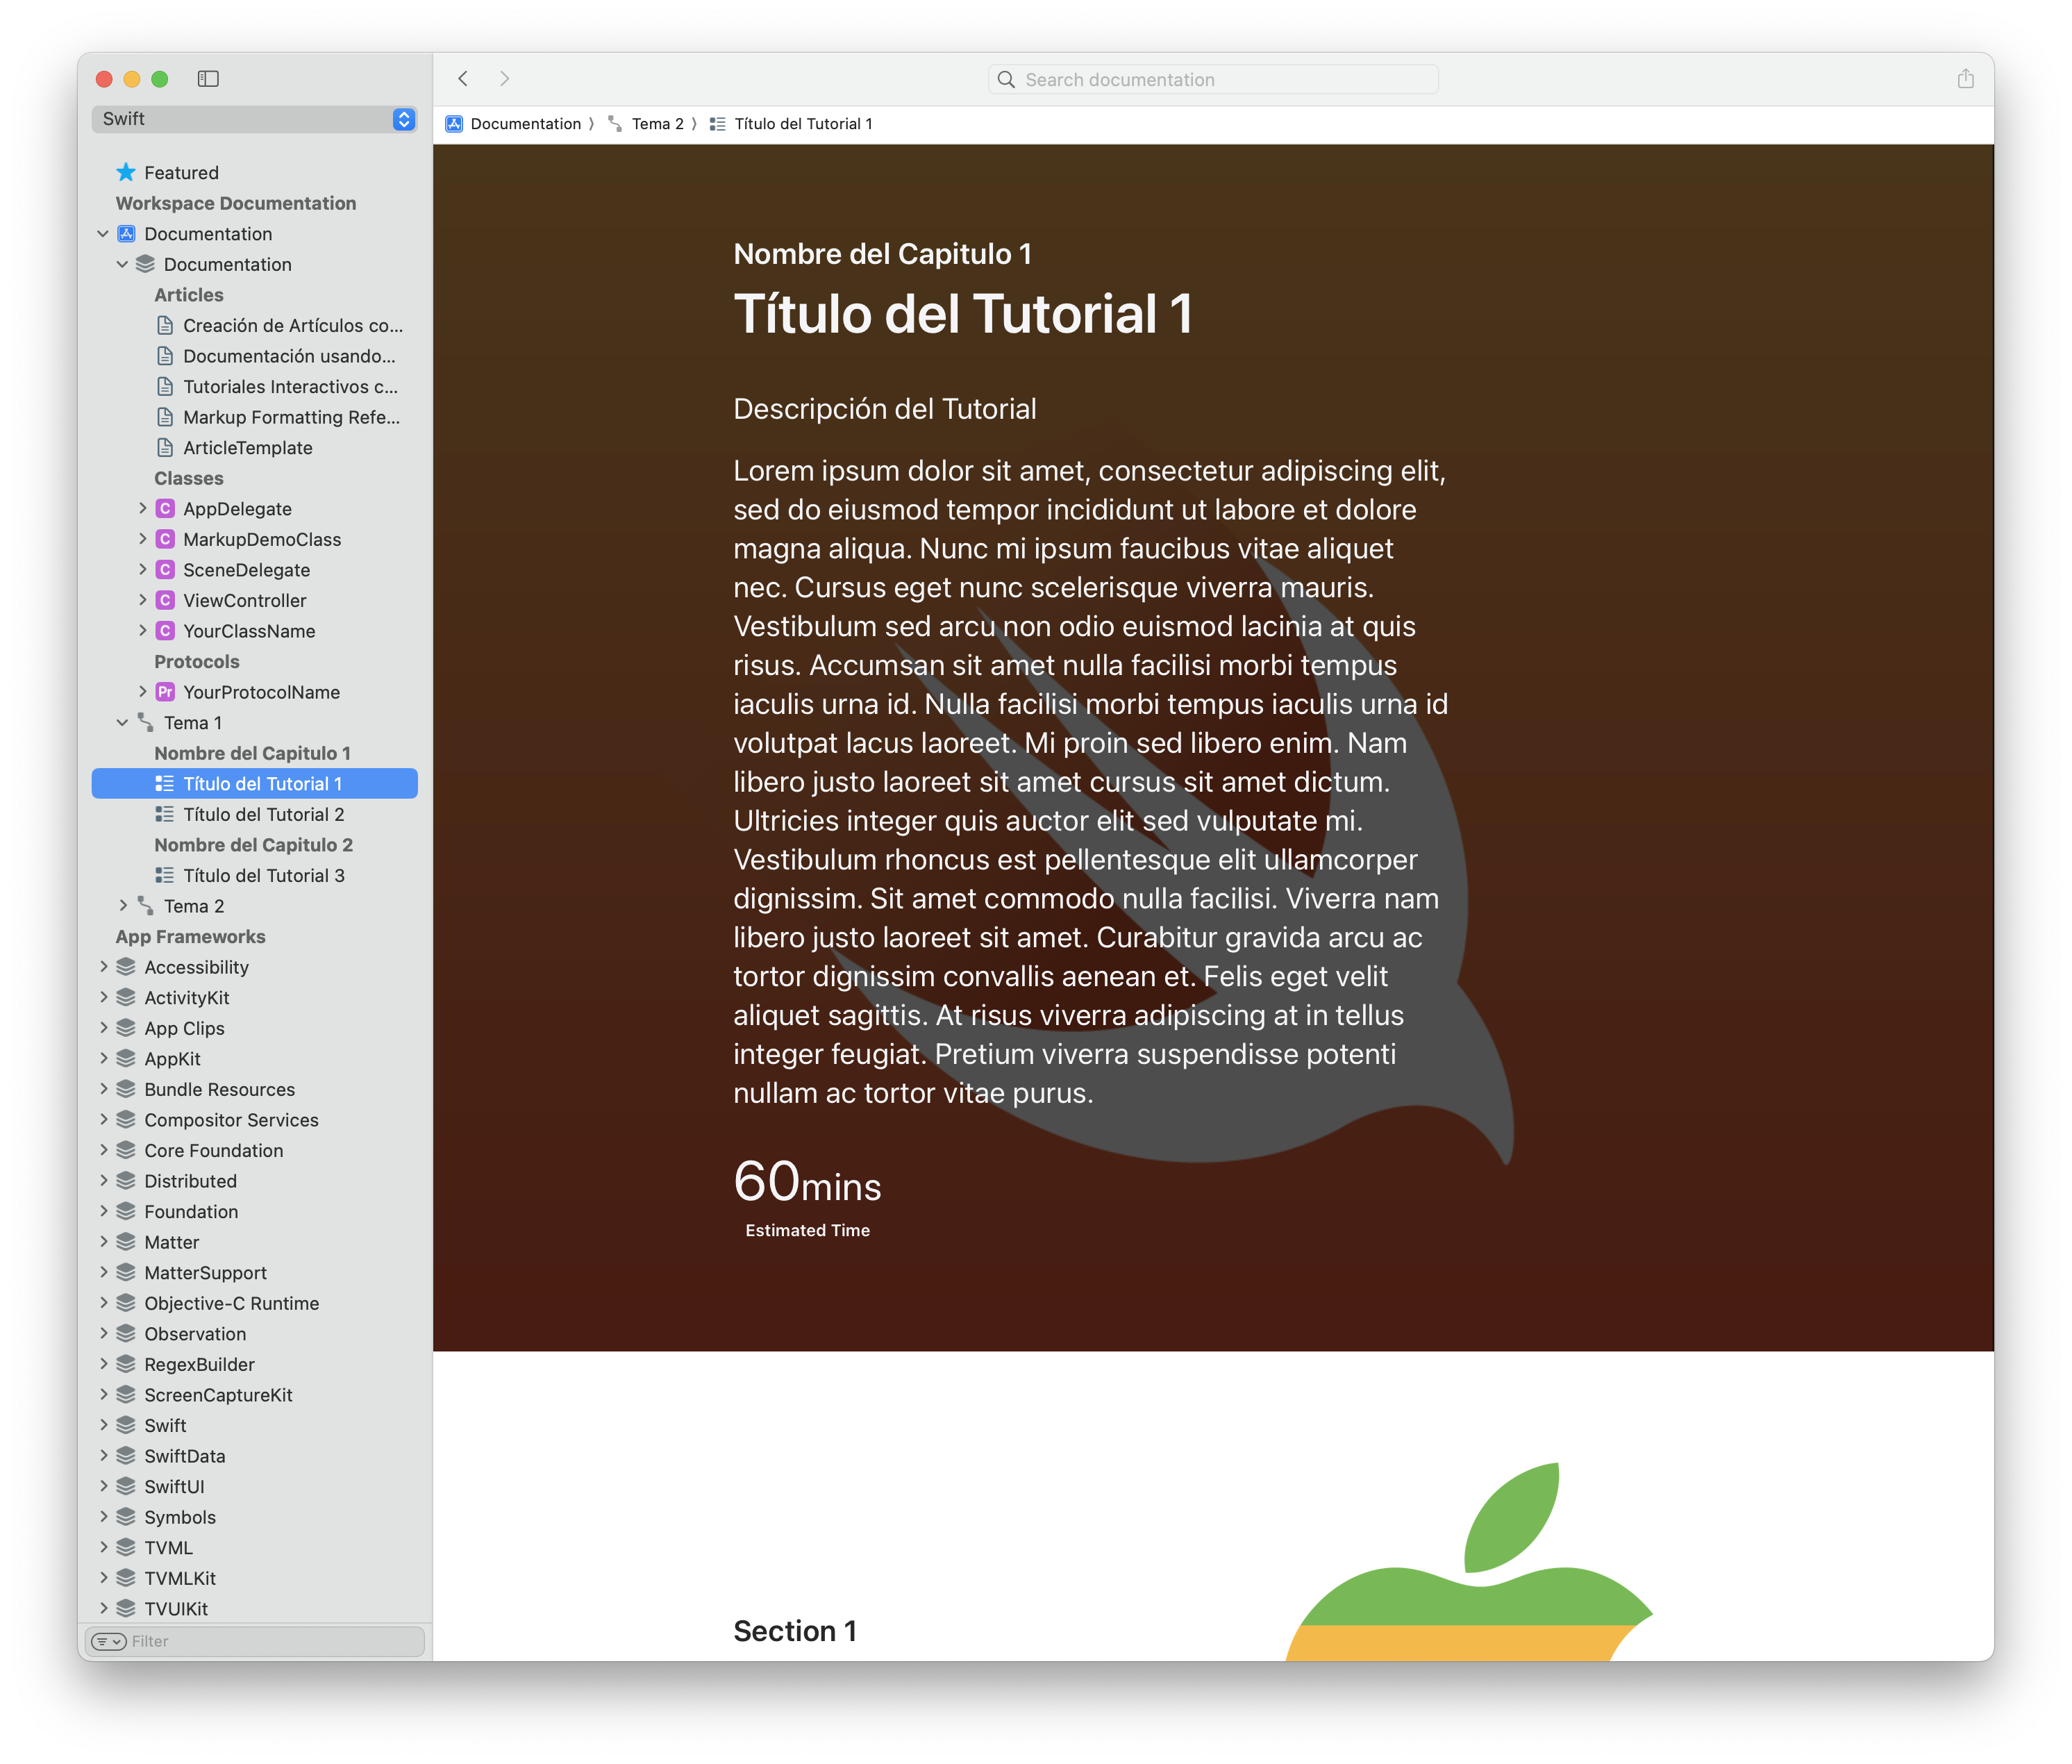 Swift
Featured
Workspace Documentation
Documentation
Documentation
Articles
Creación de Artículos co...
Documentación usando...
Tutoriales Interactivos c...
Markup Formatting Refe...
ArticleTemplate
Classes
C AppDelegate
C MarkupDemoClass
C SceneDelegate
C ViewController
C YourClassName
Protocols
Pr YourProtocolName
Tema 1
Nombre del Capitulo 1
Título del Tutorial 1
Título del Tutorial 2
Nombre del Capitulo 2
Título del Tutorial 3
Tema 2
App Frameworks
Accessibility
ActivityKit
App Clips
AppKit
Bundle Resources
Compositor Services
Core Foundation
Distributed
Foundation
Matter
MatterSupport
Objective-C Runtime
Observation
RegexBuilder
ScreenCaptureKit
Swift
SwiftData
SwiftUI
Symbols
TVML
TVMLKit
TVUIKit
Filter
Search documentation
Documentation ⟩ Tema 2 ⟩ Título del Tutorial 1
Nombre del Capitulo 1
Título del Tutorial 1
Descripción del Tutorial
Lorem ipsum dolor sit amet, consectetur adipiscing elit,
sed do eiusmod tempor incididunt ut labore et dolore
magna aliqua. Nunc mi ipsum faucibus vitae aliquet
nec. Cursus eget nunc scelerisque viverra mauris.
Vestibulum sed arcu non odio euismod lacinia at quis
risus. Accumsan sit amet nulla facilisi morbi tempus
iaculis urna id. Nulla facilisi morbi tempus iaculis urna id
volutpat lacus laoreet. Mi proin sed libero enim. Nam
libero justo laoreet sit amet cursus sit amet dictum.
Ultricies integer quis auctor elit sed vulputate mi.
Vestibulum rhoncus est pellentesque elit ullamcorper
dignissim. Sit amet commodo nulla facilisi. Viverra nam
libero justo laoreet sit amet. Curabitur gravida arcu ac
tortor dignissim convallis aenean et. Felis eget velit
aliquet sagittis. At risus viverra adipiscing at in tellus
integer feugiat. Pretium viverra suspendisse potenti
nullam ac tortor vitae purus.
60mins
Estimated Time
Section 1